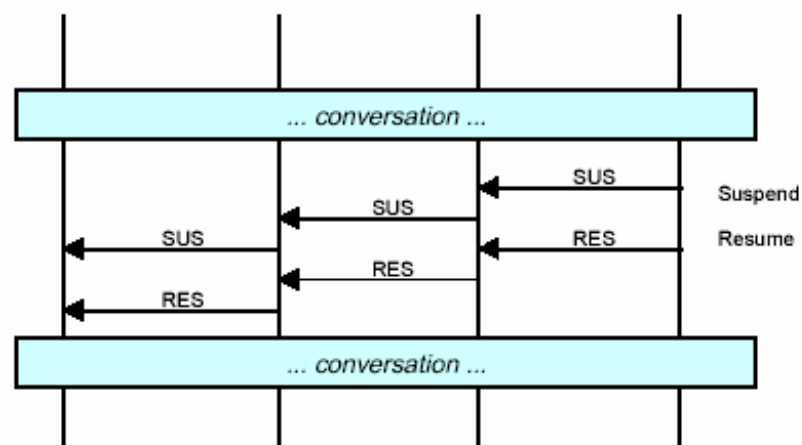 ... conversation ...
SUS
Suspend
SUS
SUS
RES
Resume
RES
RES
... conversation ...